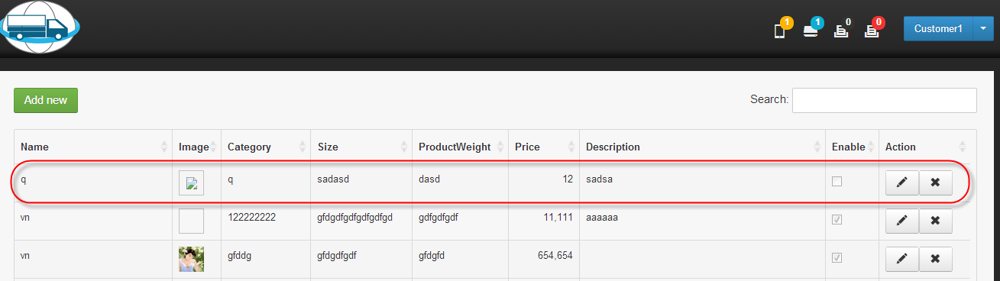 1 1 0 0 Customer1
Add new Search:
Name Image Category Size ProductWeight Price Description Enable Action
q q sadasd dasd 12 sadsa
vn 122222222 gfdgdfgdfgdfgdfgd gdfgdfgdf 11,111 aaaaaa
vn gfddg gfdgdfgdf gfdgfd 654,654